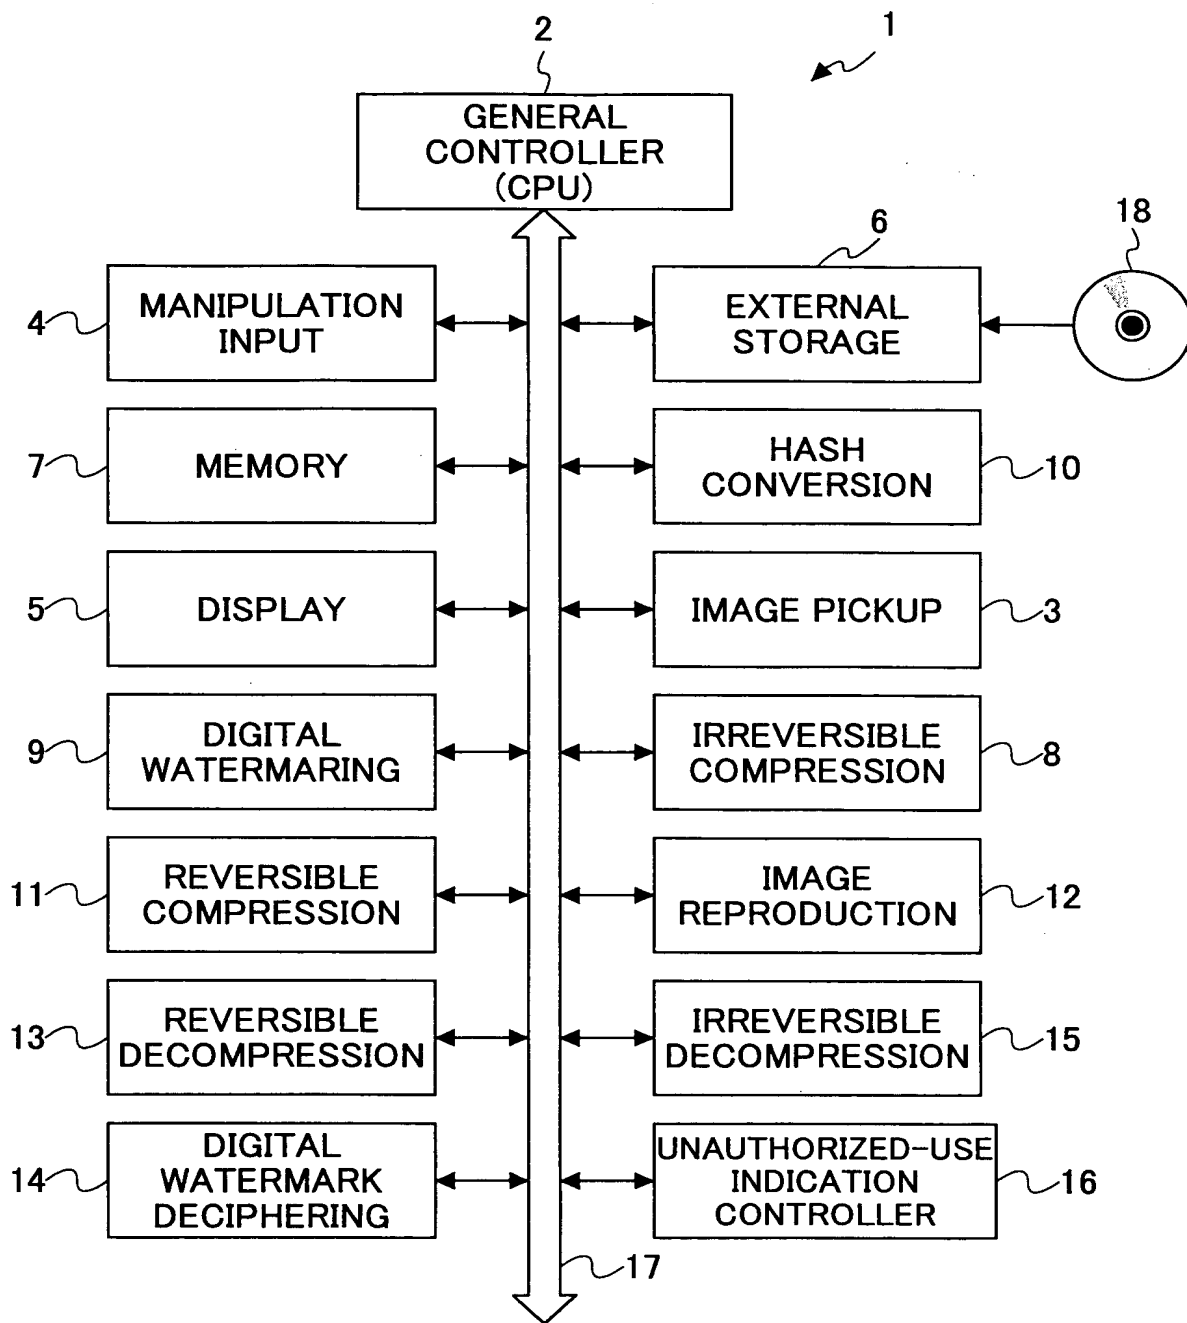 1
2
GENERAL
CONTROLLER
(CPU)
4
MANIPULATION
INPUT
6
EXTERNAL
STORAGE
18
7
MEMORY
HASH
CONVERSION
10
5
DISPLAY
IMAGE PICKUP
3
9
DIGITAL
WATERMARING
IRREVERSIBLE
COMPRESSION
8
11
REVERSIBLE
COMPRESSION
IMAGE
REPRODUCTION
12
13
REVERSIBLE
DECOMPRESSION
IRREVERSIBLE
DECOMPRESSION
15
14
DIGITAL
WATERMARK
DECIPHERING
UNAUTHORIZED-USE
INDICATION
CONTROLLER
16
17